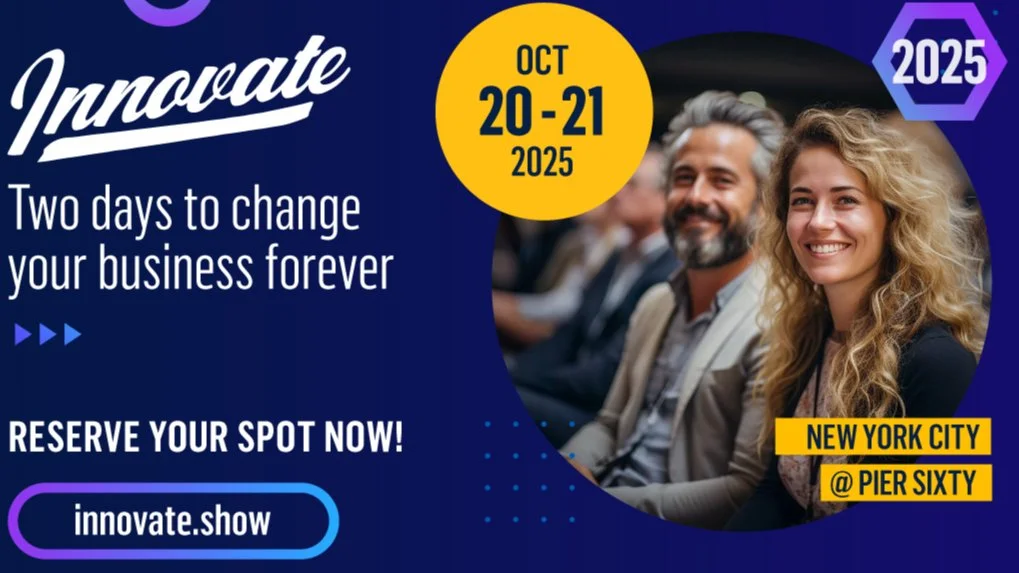 Innovate
Two days to change
your business forever
RESERVE YOUR SPOT NOW!
innovate.show
OCT
20 - 21
2025
2025
NEW YORK CITY
@ PIER SIXTY